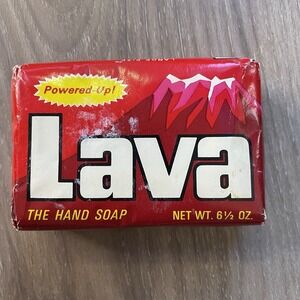 Powered-Up!
Lava
THE HAND SOAP
NET WT. 6½ OZ.